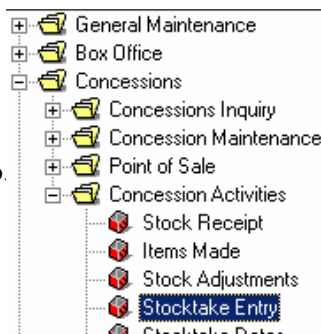 General Maintenance
Box Office
Concessions
Concessions Inquiry
Concession Maintenance
Point of Sale
Concession Activities
Stock Receipt
Items Made
Stock Adjustments
Stocktake Entry